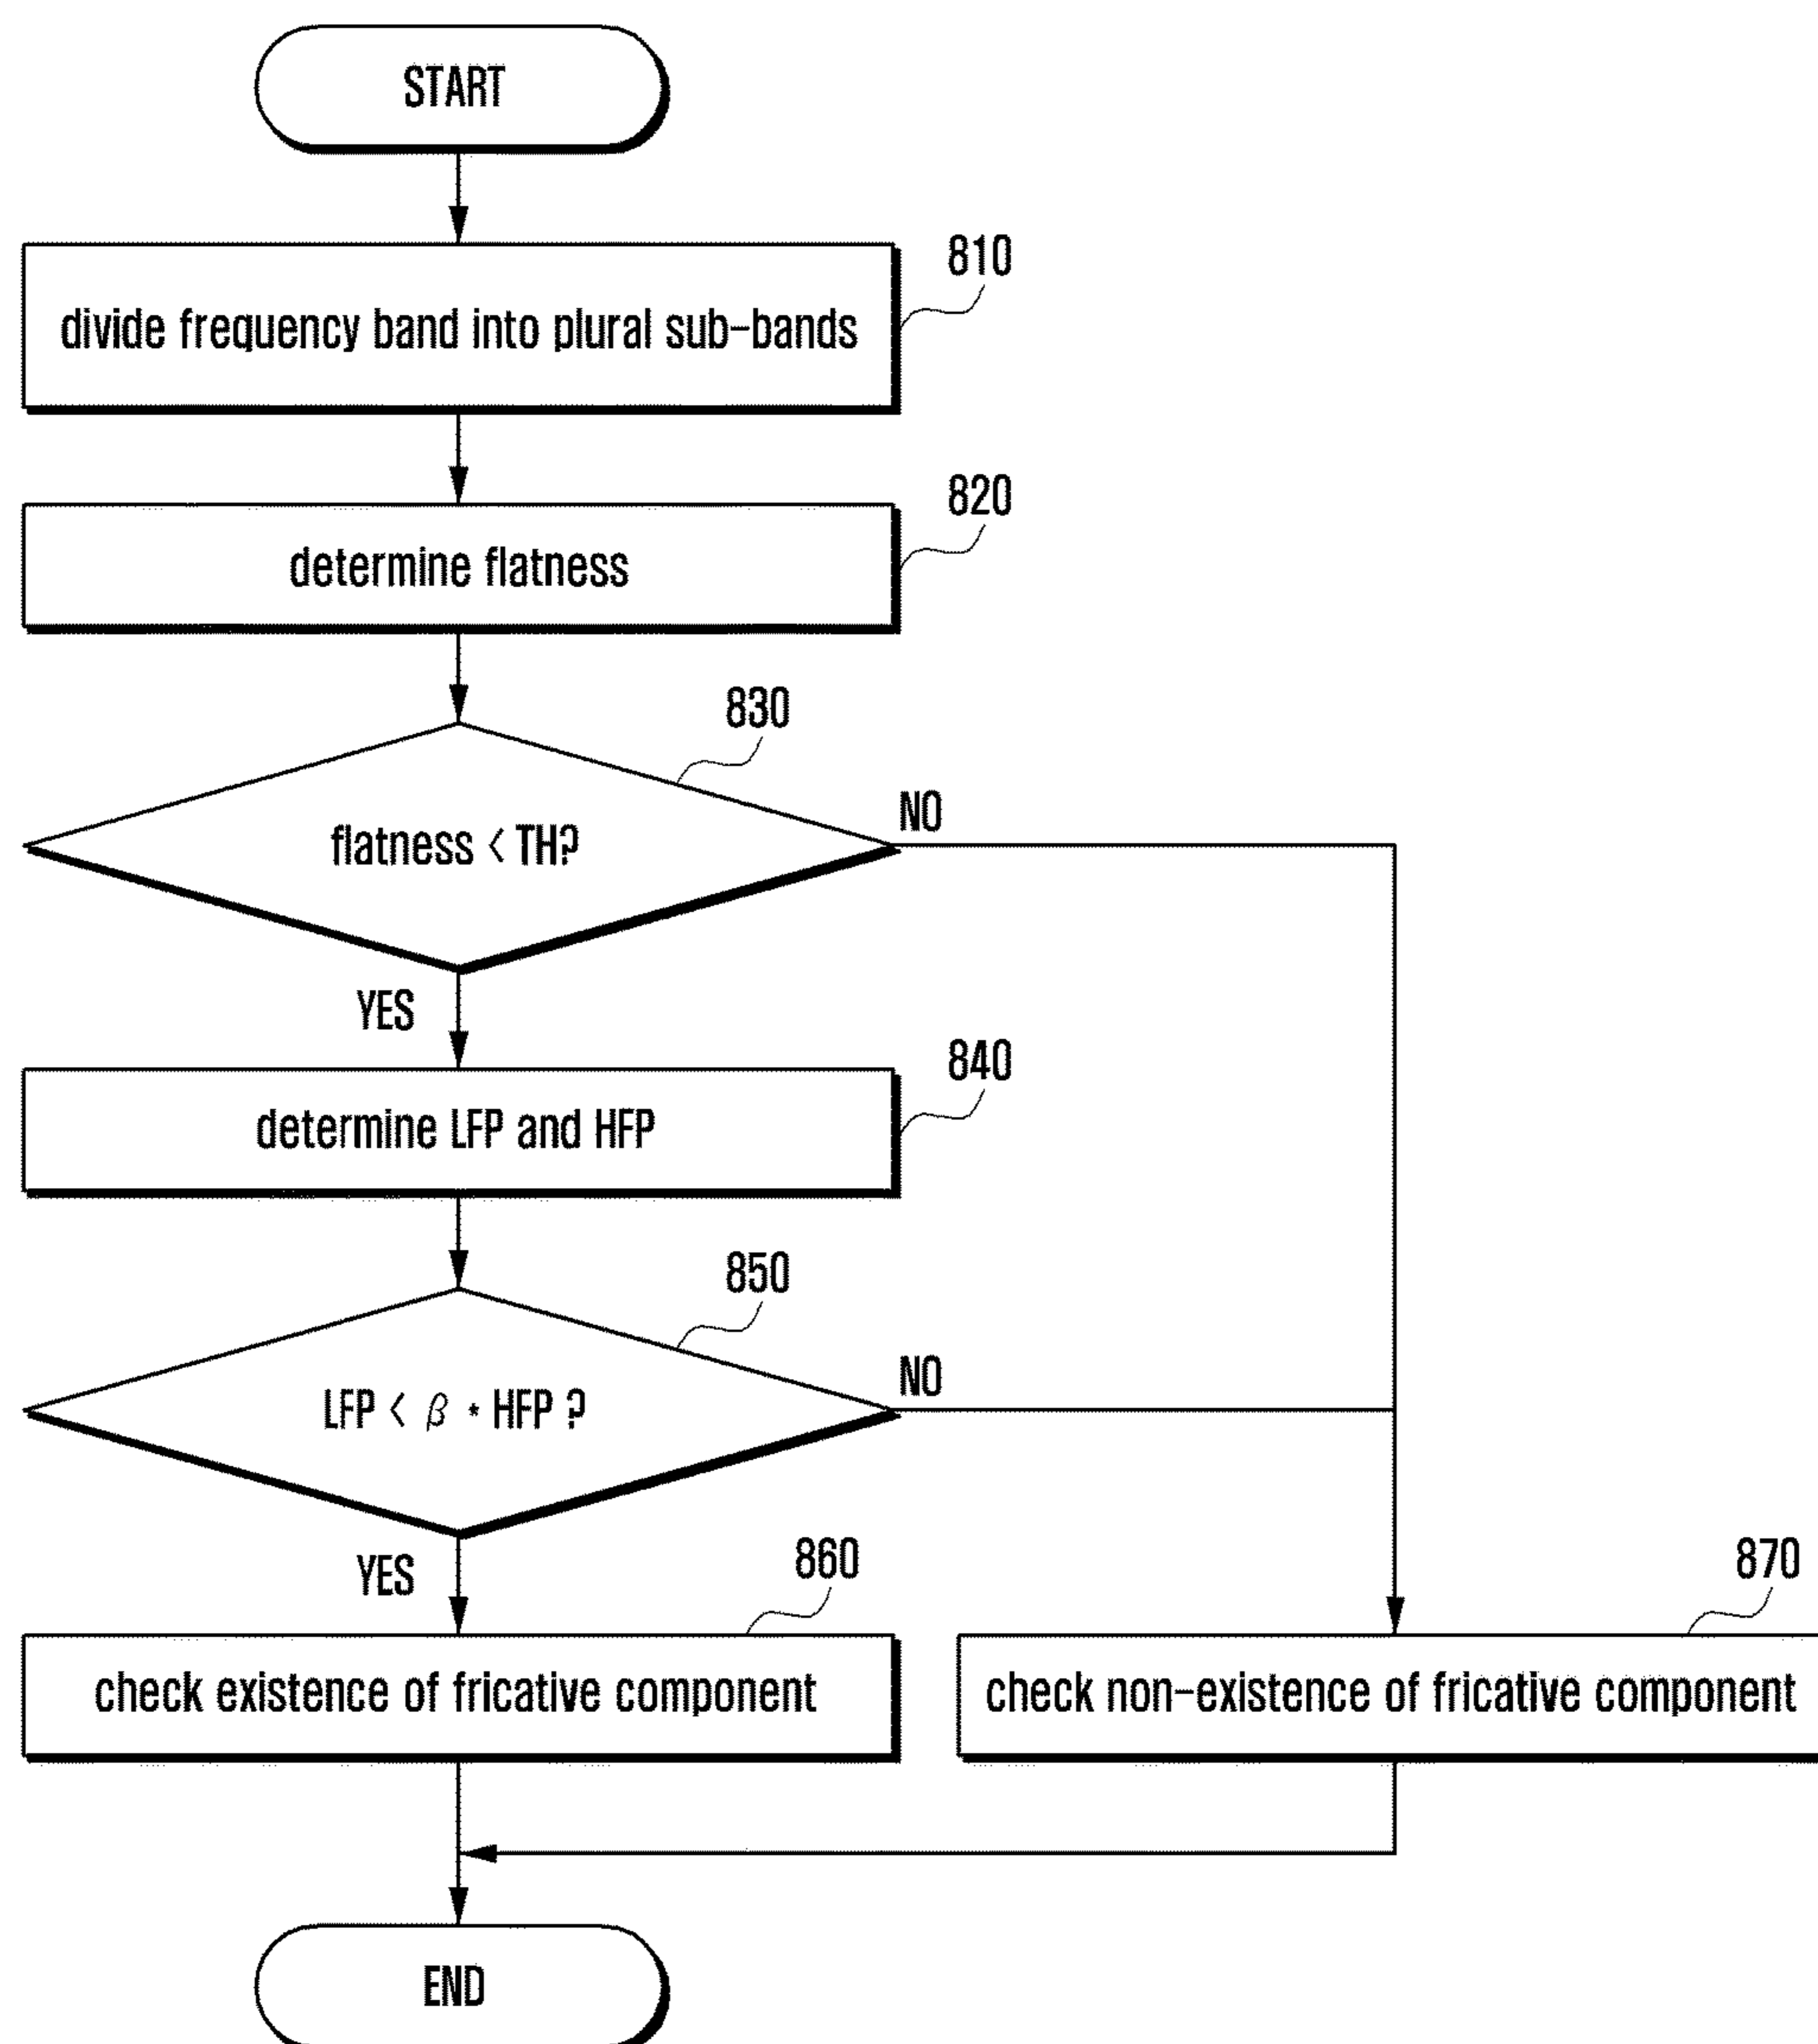 START
810
divide frequency band into plural sub-bands
820
determine flatness
830
flatness < TH?
NO
YES
840
determine LFP and HFP
850
LFP < β * HFP ?
NO
YES
860
check existence of fricative component
870
check non-existence of fricative component
END